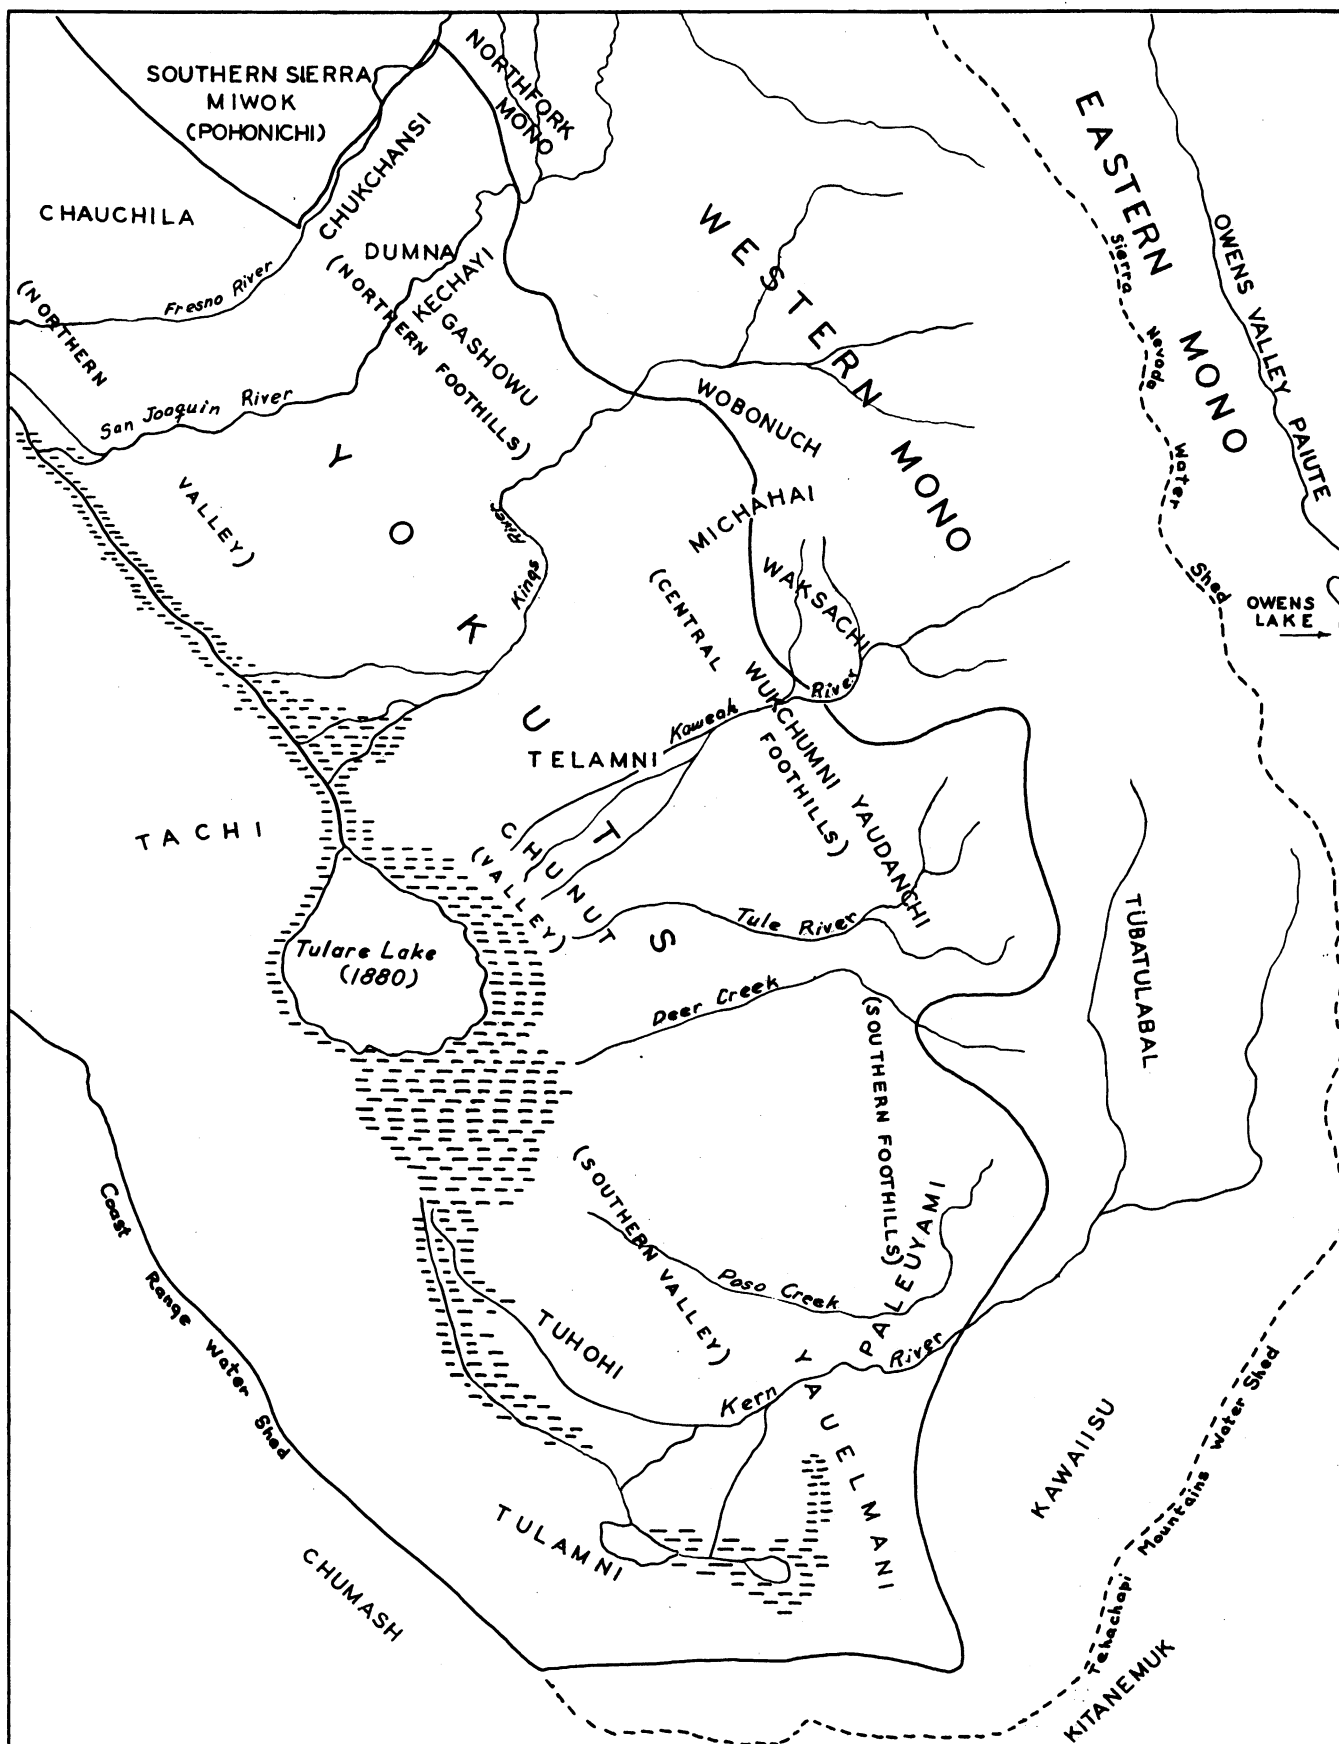 SOUTHERN SIERRA
MIWOK
(POHONICHI)
NORTHFORK
MONO
EASTERN MONO
CHUKCHANSI
CHAUCHILA
WESTERN MONO
OWENS VALLEY PAIUTE
DUMNA
KECHAYI
GASHOWU
(NORTHERN FOOTHILLS)
Fresno River
(NORTHERN
VALLEY)
Sierra Nevada Water Shed
San Joaquin River
WOBONUCH
YOKUTS
MICHAHAI
Kings River
WAKSACHI
(CENTRAL
FOOTHILLS)
OWENS
LAKE
WUKCHUMNI
Kaweah River
TELAMNI
YAUDANCHI
TACHI
CHUNUT
(VALLEY)
TÜBATULABAL
Tule River
Tulare Lake
(1880)
Deer Creek
(SOUTHERN FOOTHILLS)
(SOUTHERN VALLEY)
PALEUYAMI
Coast Range Water Shed
Poso Creek
TUHOHI
Kern River
YAUELMANI
KAWAIISU
TULAMNI
CHUMASH
Tehachapi Mountains Water Shed
KITANEMUK